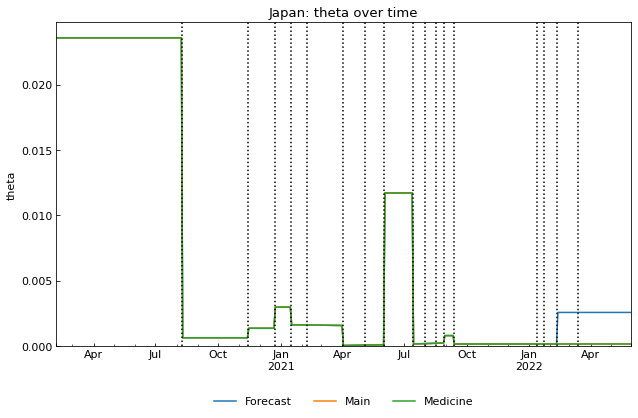 Japan: theta over time
theta
0.020
0.015
0.010
0.005
0.000
Apr Jul Oct Jan Apr Jul Oct Jan Apr
2021 2022
Forecast Main Medicine